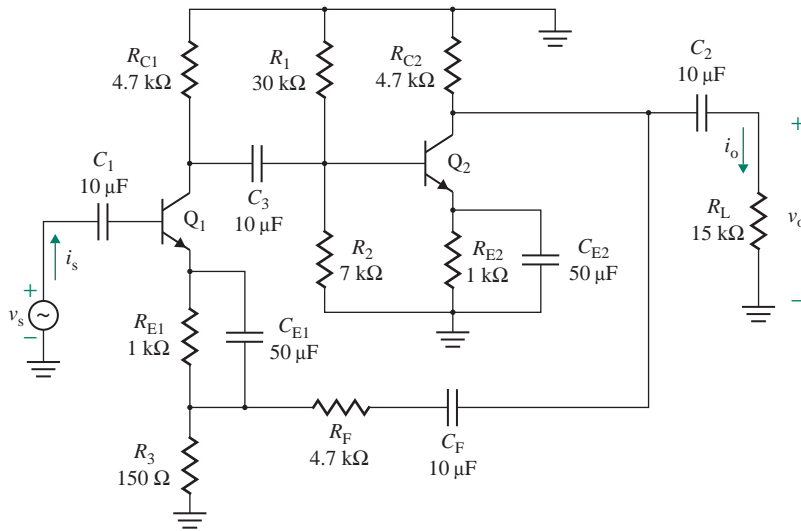 R_C1
4.7 kΩ
R_1
30 kΩ
R_C2
4.7 kΩ
C_2
10 μF
C_1
10 μF
Q_1
C_3
10 μF
Q_2
i_o
+
R_L
15 kΩ
v_o
−
i_s
+
v_s
−
R_2
7 kΩ
R_E2
1 kΩ
C_E2
50 μF
R_E1
1 kΩ
C_E1
50 μF
R_3
150 Ω
R_F
4.7 kΩ
C_F
10 μF